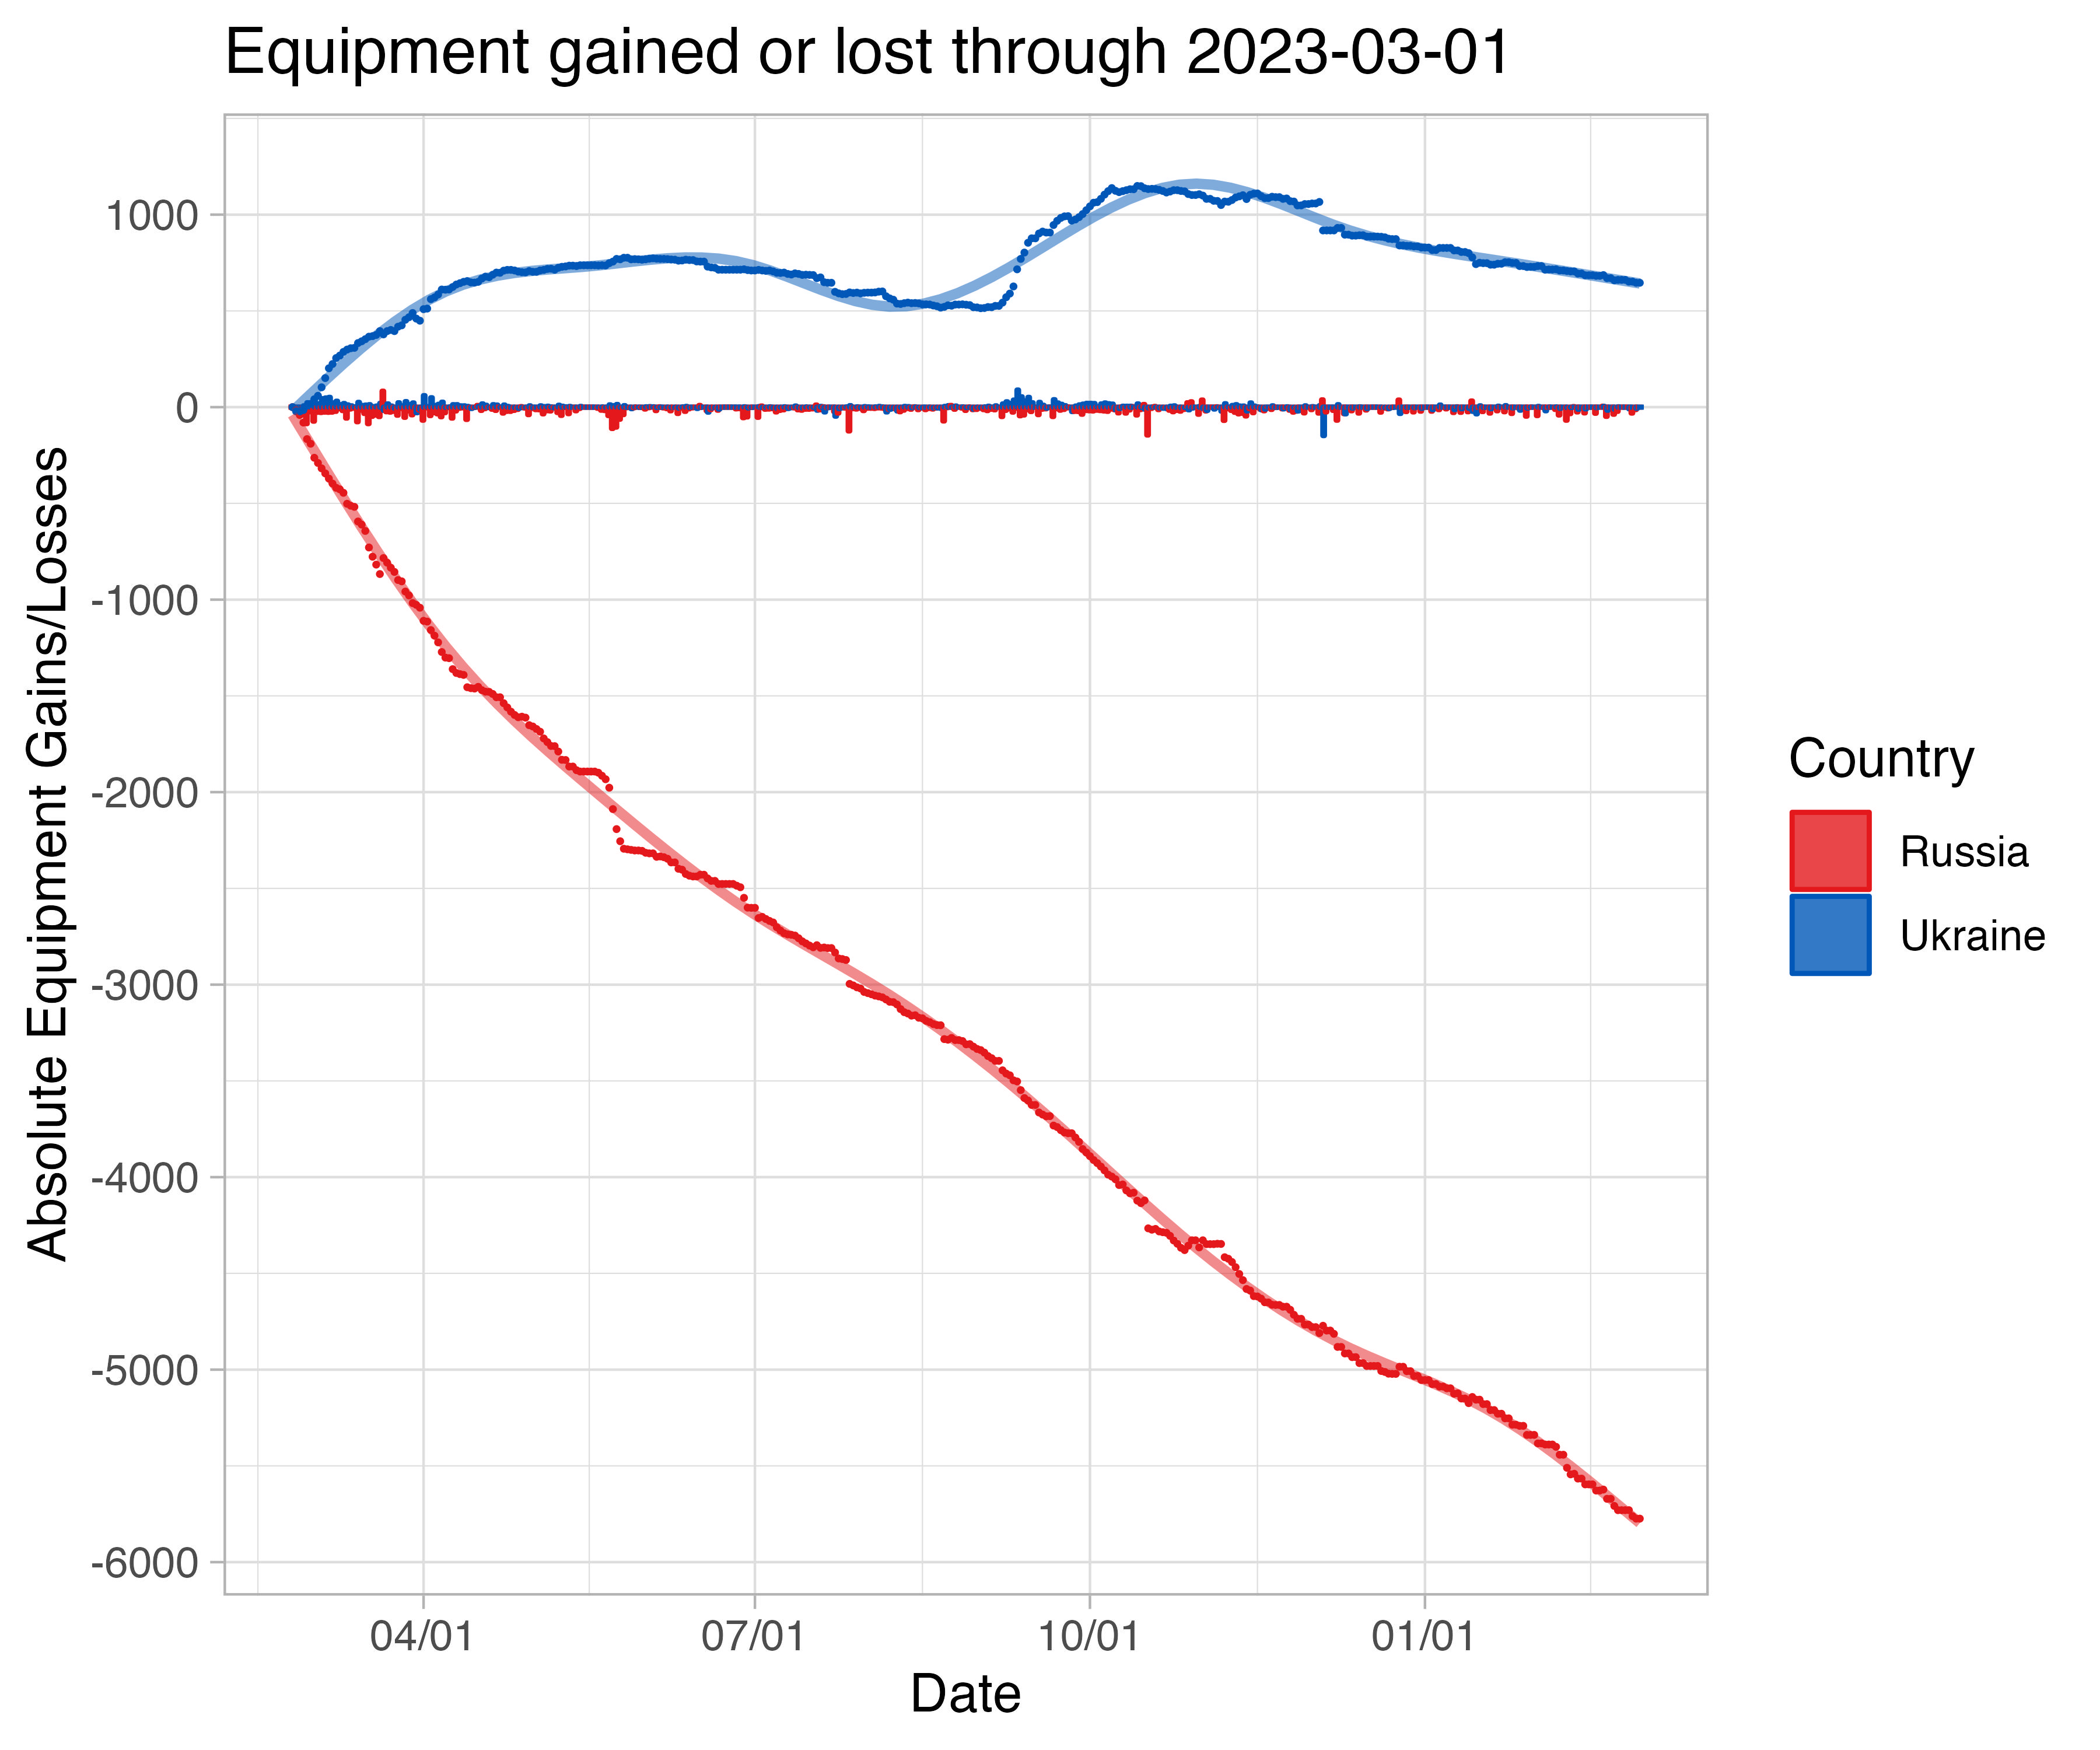 Equipment gained or lost through 2023-03-01
Absolute Equipment Gains/Losses
1000
0
-1000
-2000
-3000
-4000
-5000
-6000
04/01
07/01
10/01
01/01
Date
Country
Russia
Ukraine